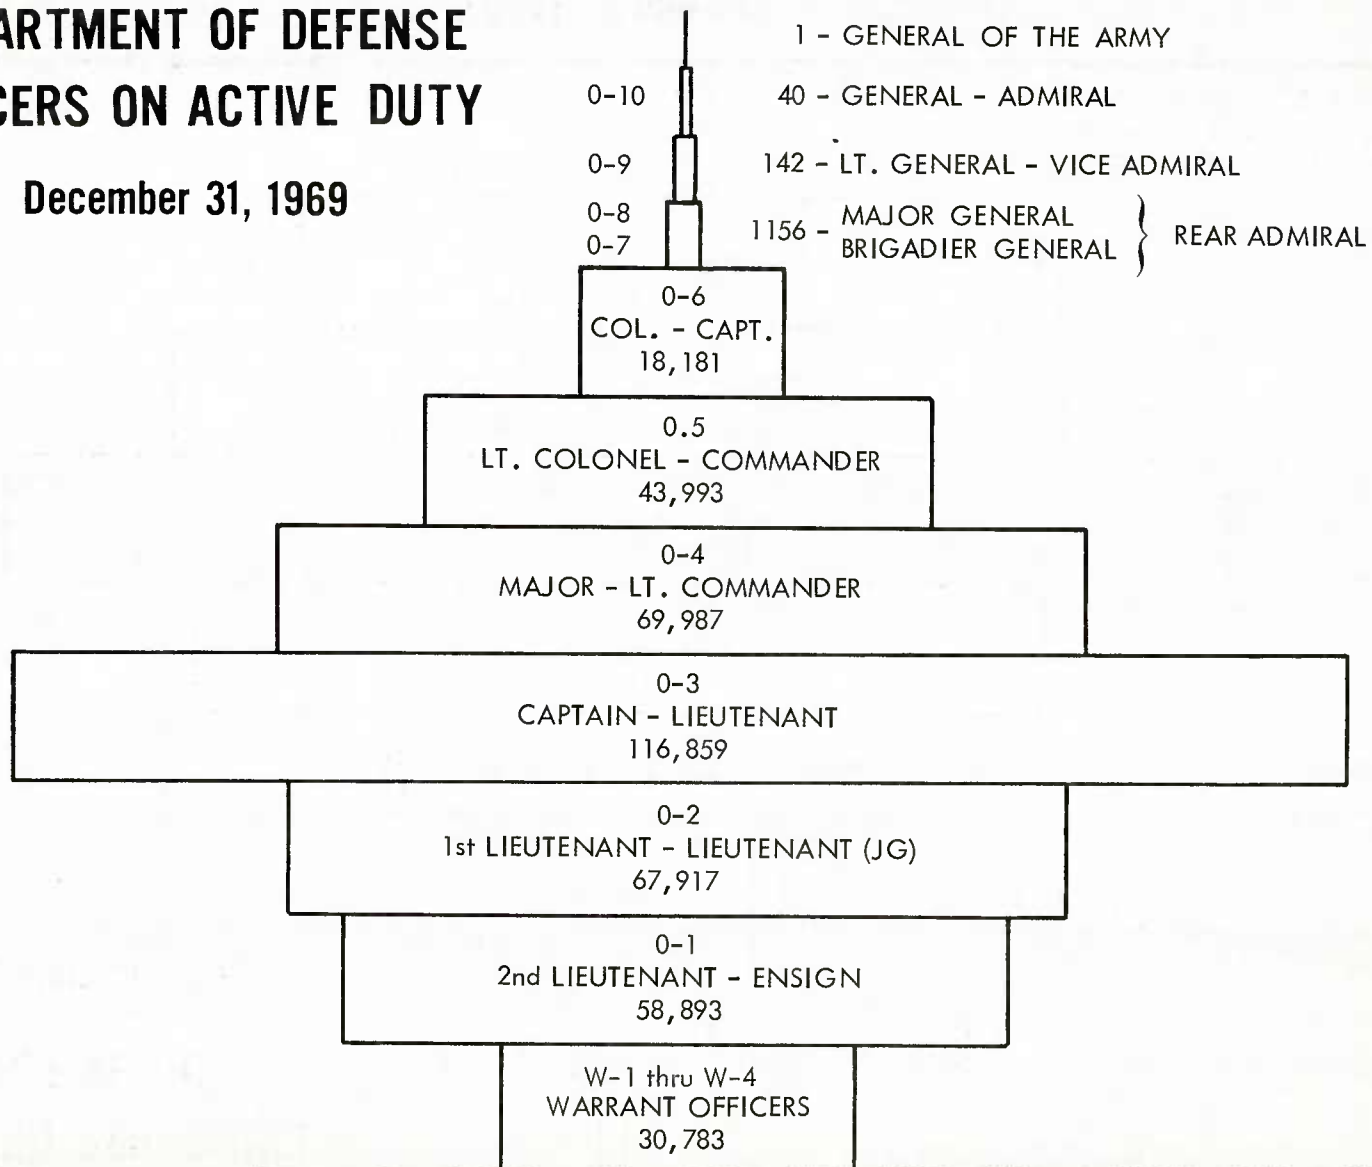 ARTMENT OF DEFENSE
CERS ON ACTIVE DUTY
December 31, 1969
1 - GENERAL OF THE ARMY
0-10 40 - GENERAL - ADMIRAL
0-9 142 - LT. GENERAL - VICE ADMIRAL
0-8
0-7
1156 - MAJOR GENERAL
BRIGADIER GENERAL } REAR ADMIRAL
0-6
COL. - CAPT.
18,181
0.5
LT. COLONEL - COMMANDER
43,993
0-4
MAJOR - LT. COMMANDER
69,987
0-3
CAPTAIN - LIEUTENANT
116,859
0-2
1st LIEUTENANT - LIEUTENANT (JG)
67,917
0-1
2nd LIEUTENANT - ENSIGN
58,893
W-1 thru W-4
WARRANT OFFICERS
30,783